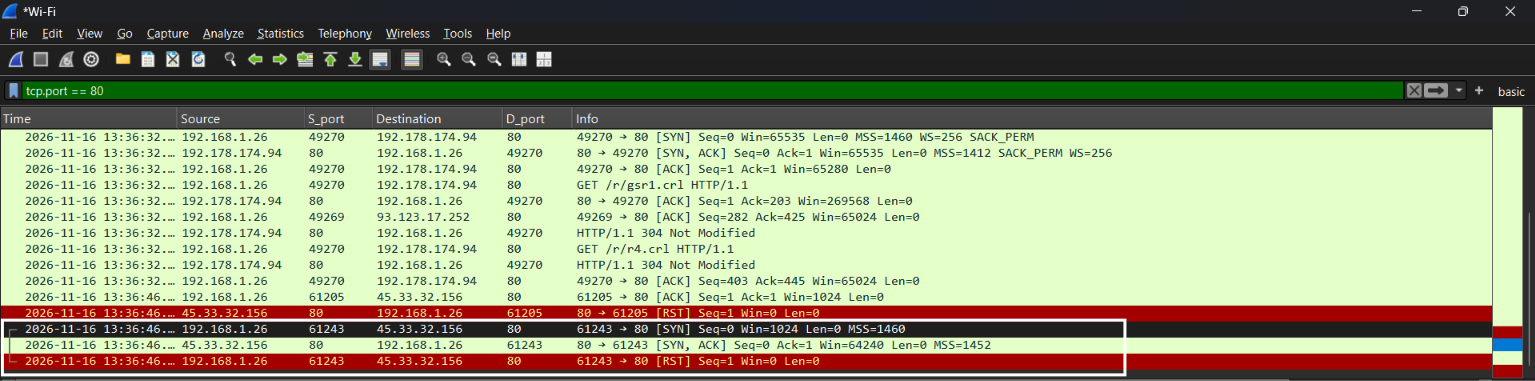 *Wi-Fi
File Edit View Go Capture Analyze Statistics Telephony Wireless Tools Help
tcp.port == 80
basic
Time Source S_port Destination D_port Info
2026-11-16 13:36:32.… 192.168.1.26 49270 192.178.174.94 80 49270 → 80 [SYN] Seq=0 Win=65535 Len=0 MSS=1460 WS=256 SACK_PERM
2026-11-16 13:36:32.… 192.178.174.94 80 192.168.1.26 49270 80 → 49270 [SYN, ACK] Seq=0 Ack=1 Win=65535 Len=0 MSS=1412 SACK_PERM WS=256
2026-11-16 13:36:32.… 192.168.1.26 49270 192.178.174.94 80 49270 → 80 [ACK] Seq=1 Ack=1 Win=65280 Len=0
2026-11-16 13:36:32.… 192.168.1.26 49270 192.178.174.94 80 GET /r/gsr1.crl HTTP/1.1
2026-11-16 13:36:32.… 192.178.174.94 80 192.168.1.26 49270 80 → 49270 [ACK] Seq=1 Ack=203 Win=269568 Len=0
2026-11-16 13:36:32.… 192.168.1.26 49269 93.123.17.252 80 49269 → 80 [ACK] Seq=282 Ack=425 Win=65024 Len=0
2026-11-16 13:36:32.… 192.178.174.94 80 192.168.1.26 49270 HTTP/1.1 304 Not Modified
2026-11-16 13:36:32.… 192.168.1.26 49270 192.178.174.94 80 GET /r/r4.crl HTTP/1.1
2026-11-16 13:36:32.… 192.178.174.94 80 192.168.1.26 49270 HTTP/1.1 304 Not Modified
2026-11-16 13:36:32.… 192.168.1.26 49270 192.178.174.94 80 49270 → 80 [ACK] Seq=403 Ack=445 Win=65024 Len=0
2026-11-16 13:36:46.… 192.168.1.26 61205 45.33.32.156 80 61205 → 80 [ACK] Seq=1 Ack=1 Win=1024 Len=0
2026-11-16 13:36:46.… 45.33.32.156 80 192.168.1.26 61205 80 → 61205 [RST] Seq=1 Win=0 Len=0
2026-11-16 13:36:46.… 192.168.1.26 61243 45.33.32.156 80 61243 → 80 [SYN] Seq=0 Win=1024 Len=0 MSS=1460
2026-11-16 13:36:46.… 45.33.32.156 80 192.168.1.26 61243 80 → 61243 [SYN, ACK] Seq=0 Ack=1 Win=64240 Len=0 MSS=1452
2026-11-16 13:36:46.… 192.168.1.26 61243 45.33.32.156 80 61243 → 80 [RST] Seq=1 Win=0 Len=0